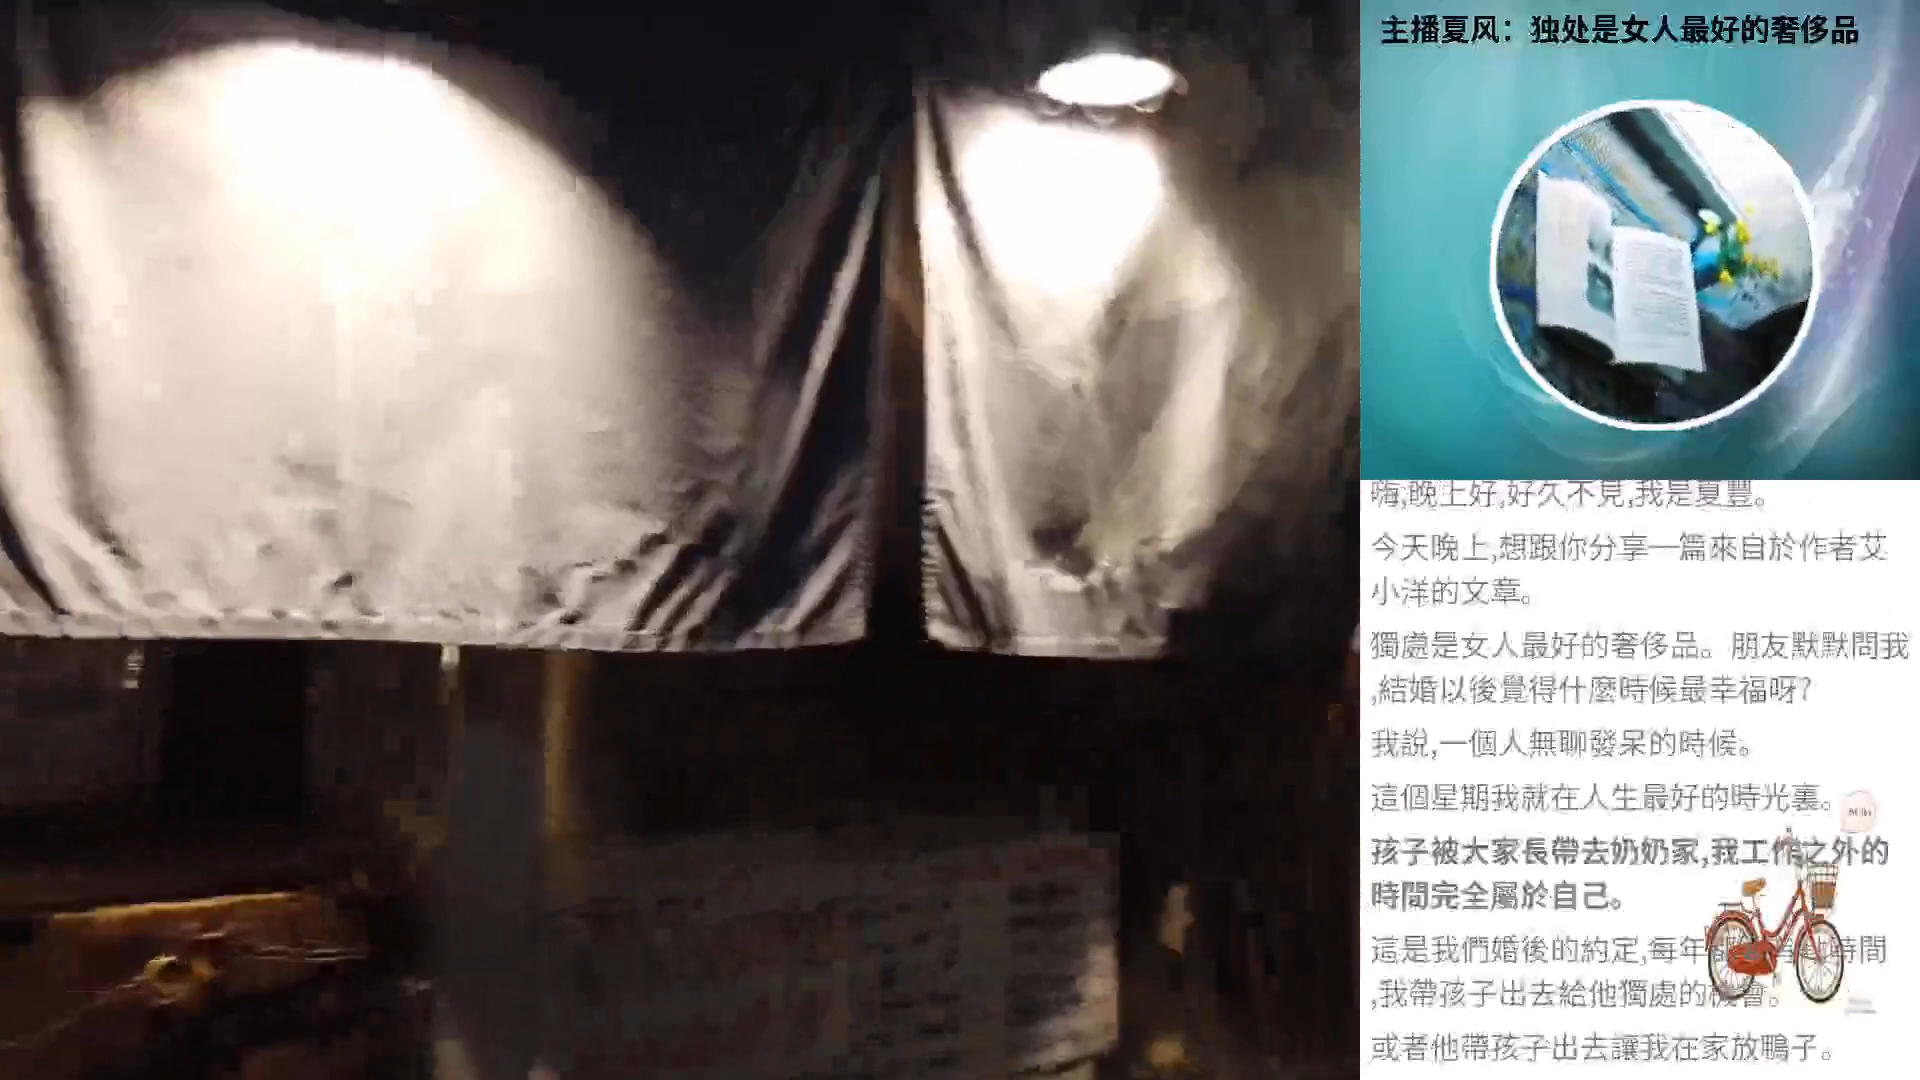 主播夏风：独处是女人最好的奢侈品
嗨,晚上好,好久不見,我是夏豐。
今天晚上,想跟你分享一篇來自於作者艾
小洋的文章。
獨處是女人最好的奢侈品。朋友默默問我
,結婚以後覺得什麼時候最幸福呀?
我說,一個人無聊發呆的時候。
這個星期我就在人生最好的時光裏。
孩子被大家長帶去奶奶家,我工作之外的
時間完全屬於自己。
這是我們婚後的約定,每年時間
,我帶孩子出去給他獨處的機會。
或者他帶孩子出去讓我在家放鴨子。